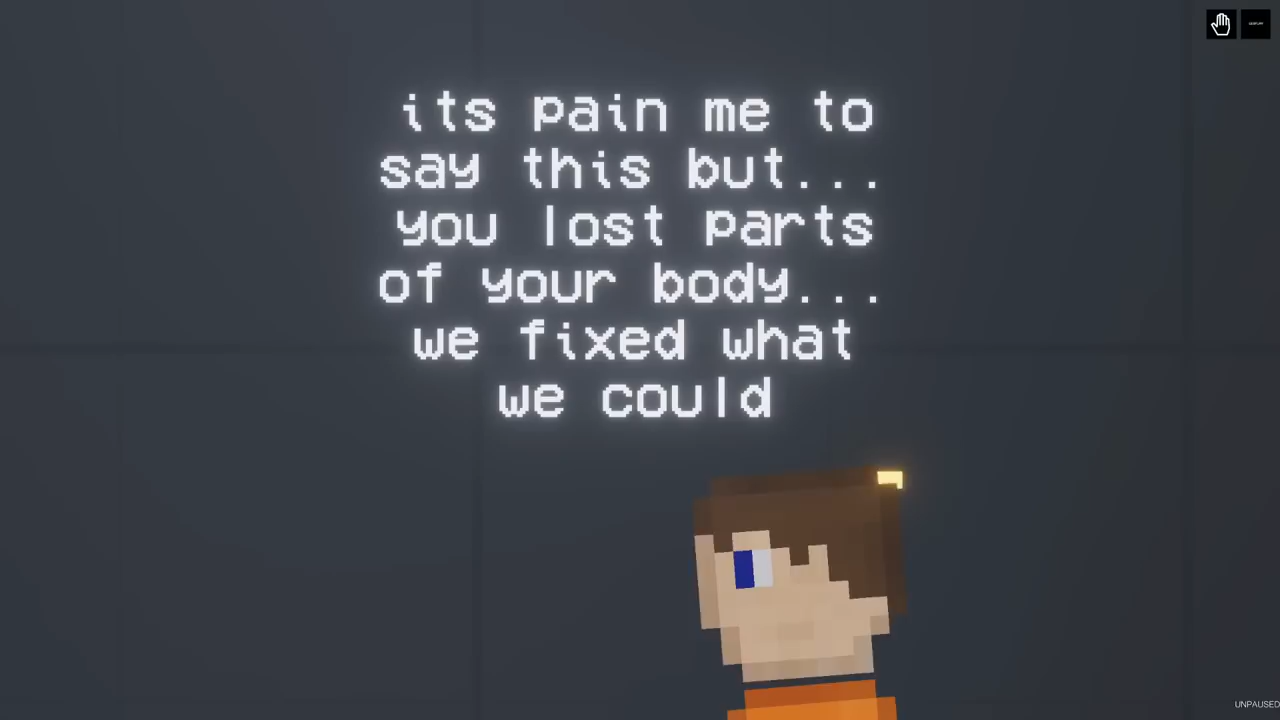 its pain me to
say this but...
you lost parts
of your body...
we fixed what
we could
UNPAUSED